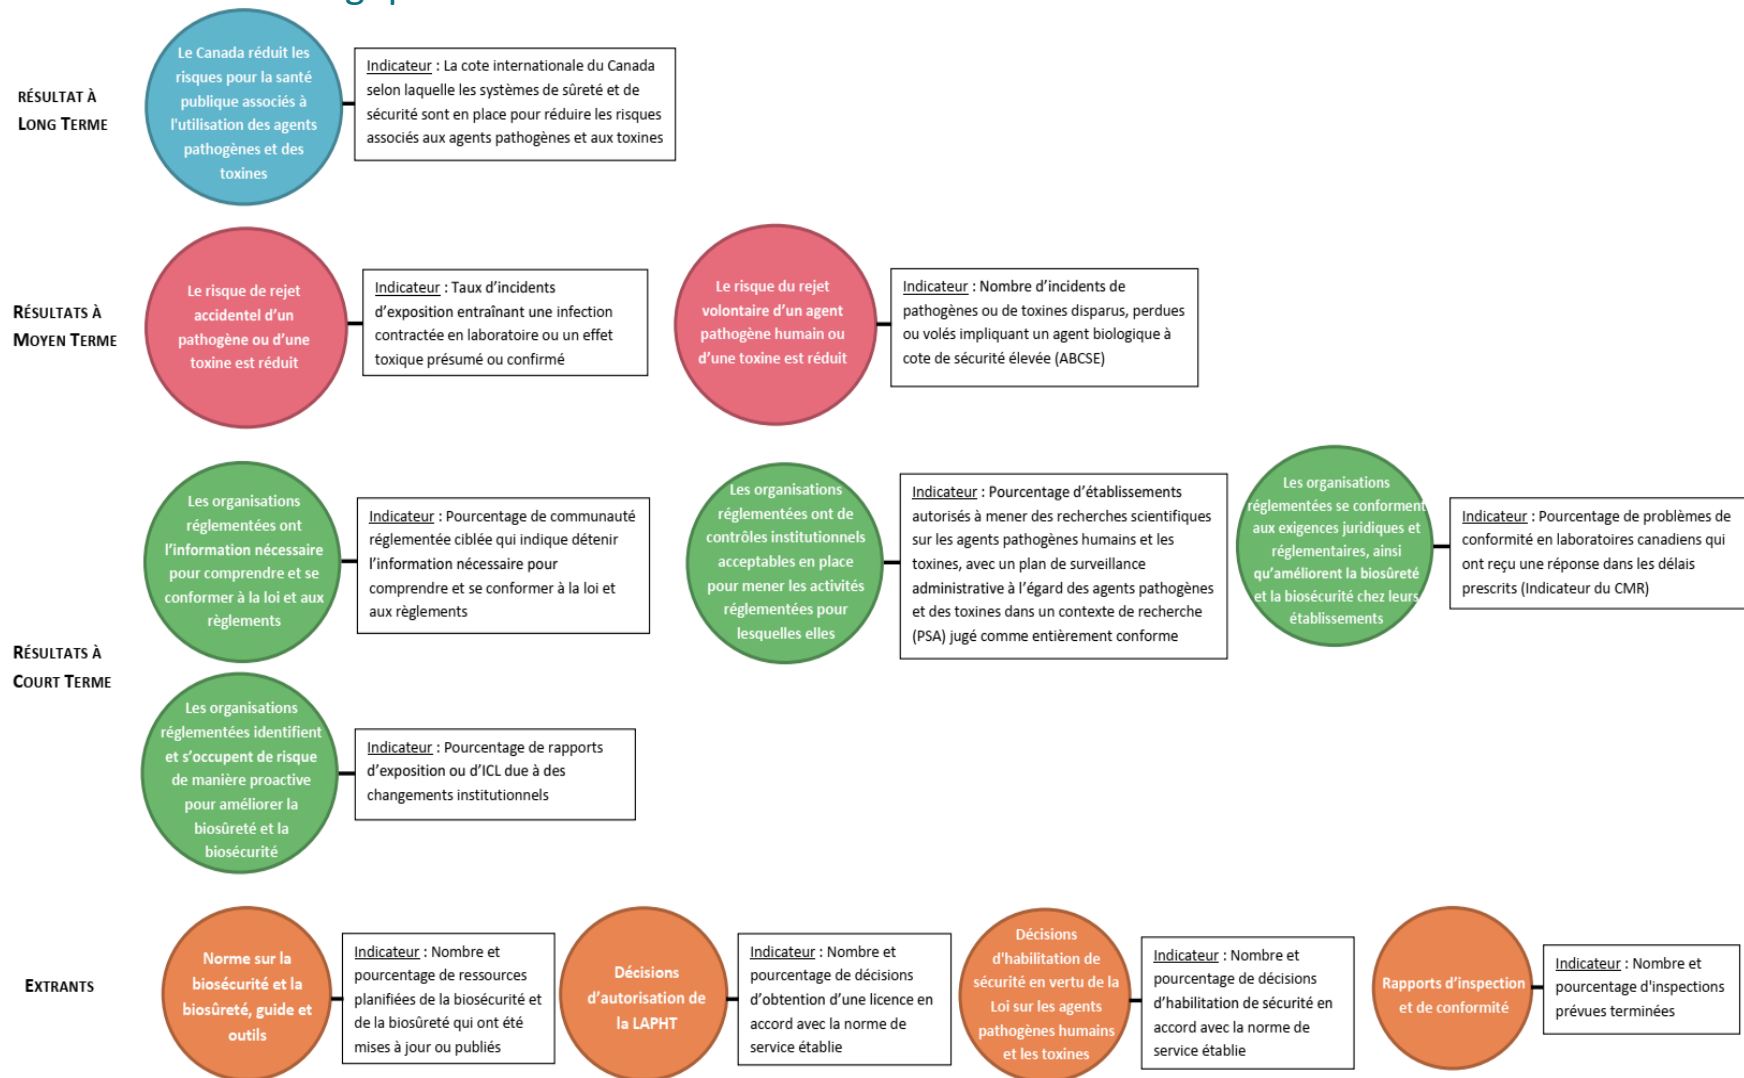 RÉSULTAT À
LONG TERME
Le Canada réduit les
risques pour la santé
publique associés à
l'utilisation des agents
pathogènes et des
toxines
Indicateur : La cote internationale du Canada
selon laquelle les systèmes de sûreté et de
sécurité sont en place pour réduire les risques
associés aux agents pathogènes et aux toxines
RÉSULTATS À
MOYEN TERME
Le risque de rejet
accidentel d’un
pathogène ou d’une
toxine est réduit
Indicateur : Taux d’incidents
d’exposition entraînant une infection
contractée en laboratoire ou un effet
toxique présumé ou confirmé
Le risque du rejet
volontaire d’un agent
pathogène humain ou
d’une toxine est réduit
Indicateur : Nombre d’incidents de
pathogènes ou de toxines disparus, perdues
ou volés impliquant un agent biologique à
cote de sécurité élevée (ABCSE)
RÉSULTATS À
COURT TERME
Les organisations
réglementées ont
l’information nécessaire
pour comprendre et se
conformer à la loi et aux
règlements
Indicateur : Pourcentage de communauté
réglementée ciblée qui indique détenir
l’information nécessaire pour
comprendre et se conformer à la loi et
aux règlements
Les organisations
réglementées ont de
contrôles institutionnels
acceptables en place
pour mener les activités
réglementées pour
lesquelles elles
Indicateur : Pourcentage d’établissements
autorisés à mener des recherches scientifiques
sur les agents pathogènes humains et les
toxines, avec un plan de surveillance
administrative à l’égard des agents pathogènes
et des toxines dans un contexte de recherche
(PSA) jugé comme entièrement conforme
Les organisations
réglementées se conforment
aux exigences juridiques et
réglementaires, ainsi
qu’améliorent la biosûreté
et la biosécurité chez leurs
établissements
Indicateur : Pourcentage de problèmes de
conformité en laboratoires canadiens qui
ont reçu une réponse dans les délais
prescrits (Indicateur du CMR)
Les organisations
réglementées identifient
et s’occupent de risque
de manière proactive
pour améliorer la
biosûreté et la
biosécurité
Indicateur : Pourcentage de rapports
d’exposition ou d’ICL due à des
changements institutionnels
EXTRANTS
Norme sur la
biosécurité et la
biosûreté, guide et
outils
Indicateur : Nombre et
pourcentage de ressources
planifiées de la biosécurité et
de la biosûreté qui ont été
mises à jour ou publiés
Décisions
d’autorisation de
la LAPHT
Indicateur : Nombre et
pourcentage de décisions
d’obtention d’une licence en
accord avec la norme de
service établie
Décisions
d'habilitation de
sécurité en vertu de la
Loi sur les agents
pathogènes humains
et les toxines
Indicateur : Nombre et
pourcentage de décisions
d’habilitation de sécurité en
accord avec la norme de
service établie
Rapports d’inspection
et de conformité
Indicateur : Nombre et
pourcentage d'inspections
prévues terminées